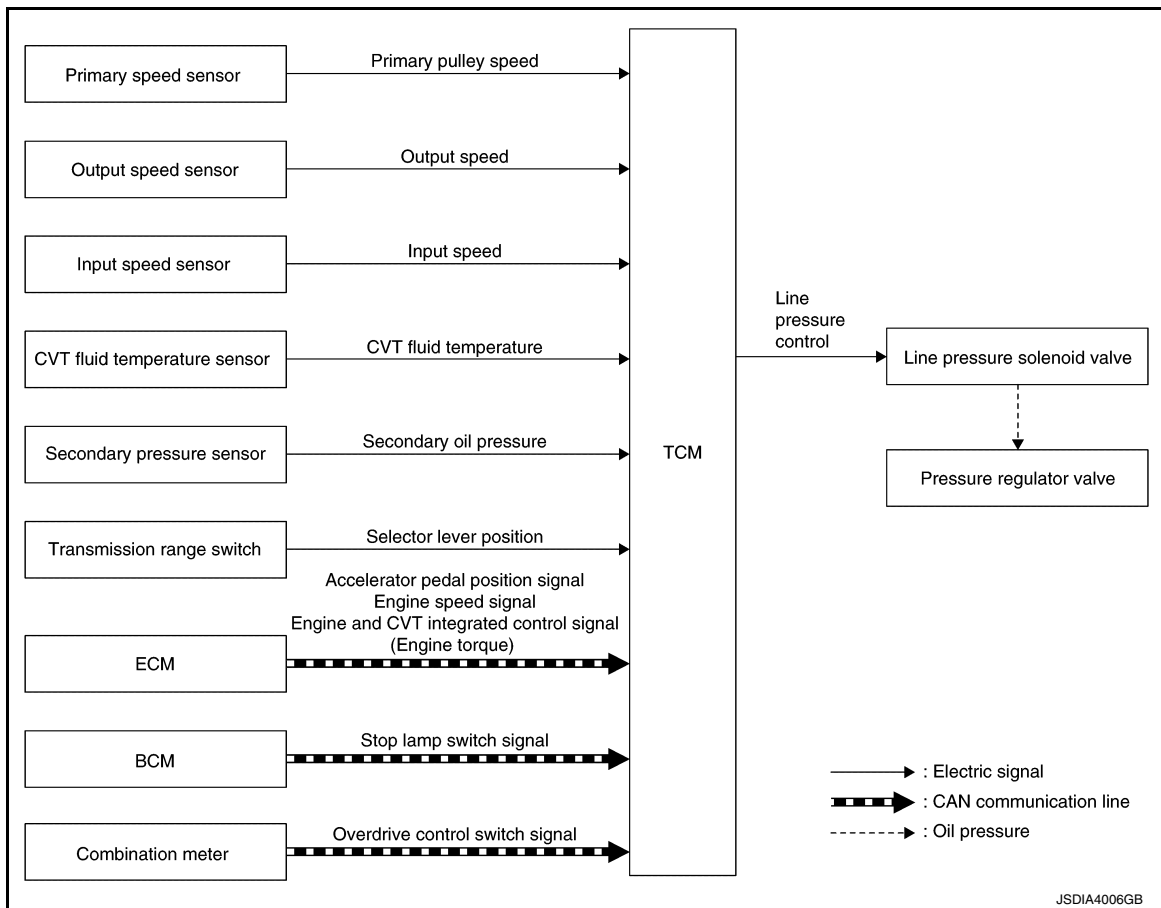 Primary speed sensor
Primary pulley speed
Output speed sensor
Output speed
Input speed sensor
Input speed
CVT fluid temperature sensor
CVT fluid temperature
Secondary pressure sensor
Secondary oil pressure
Transmission range switch
Selector lever position
ECM
Accelerator pedal position signal
Engine speed signal
Engine and CVT integrated control signal
(Engine torque)
BCM
Stop lamp switch signal
Combination meter
Overdrive control switch signal
TCM
Line
pressure
control
Line pressure solenoid valve
Pressure regulator valve
: Electric signal
: CAN communication line
: Oil pressure
JSDIA4006GB